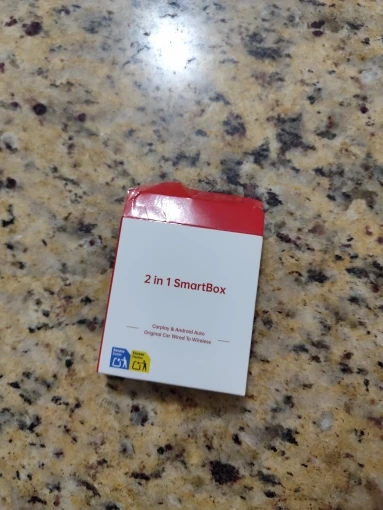 2 in 1 SmartBox
Carplay & Android Auto
Original Car Wired To Wireless